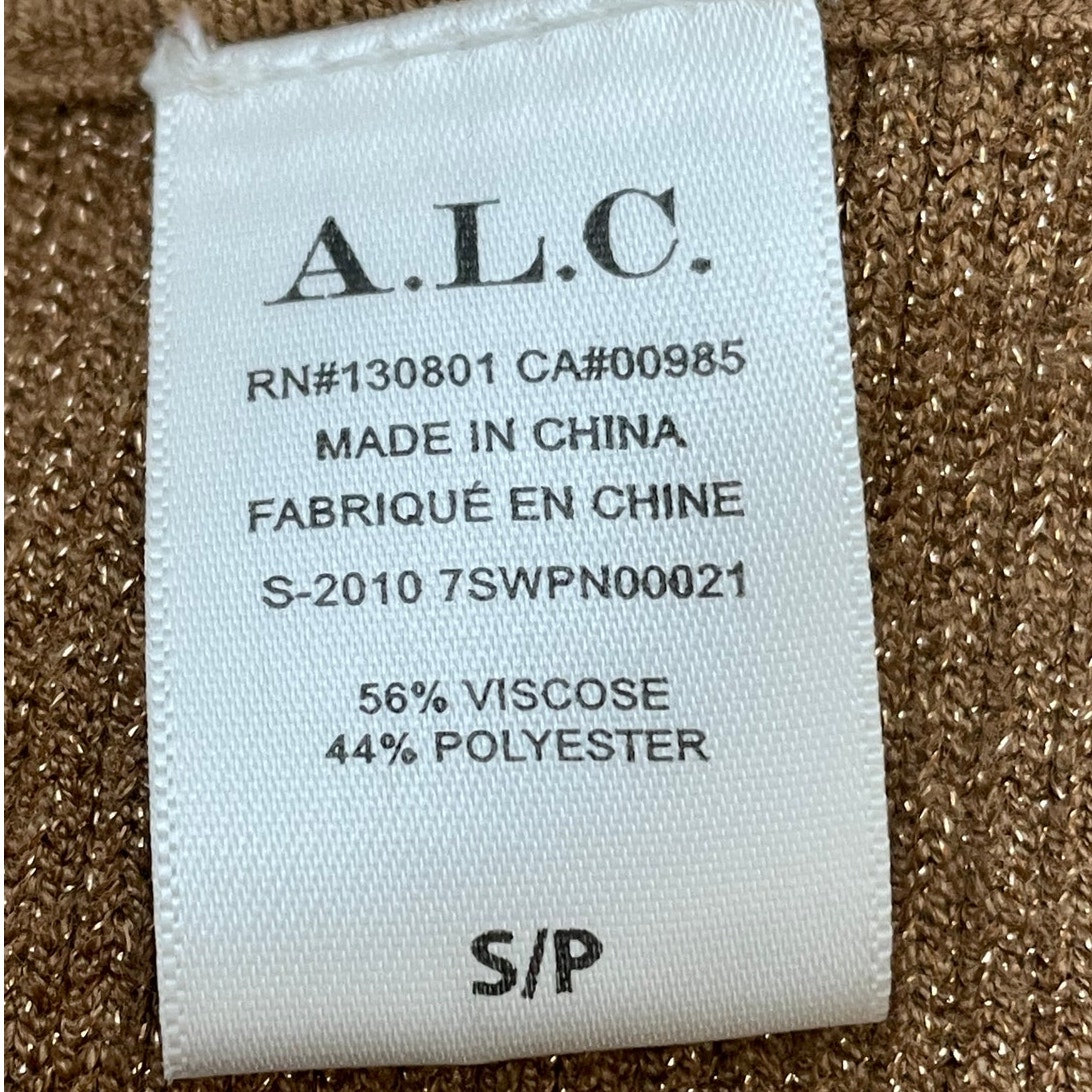 A.L.C.
RN#130801 CA#00985
MADE IN CHINA
FABRIQUÉ EN CHINE
S-2010 7SWPN00021
56% VISCOSE
44% POLYESTER
S/P